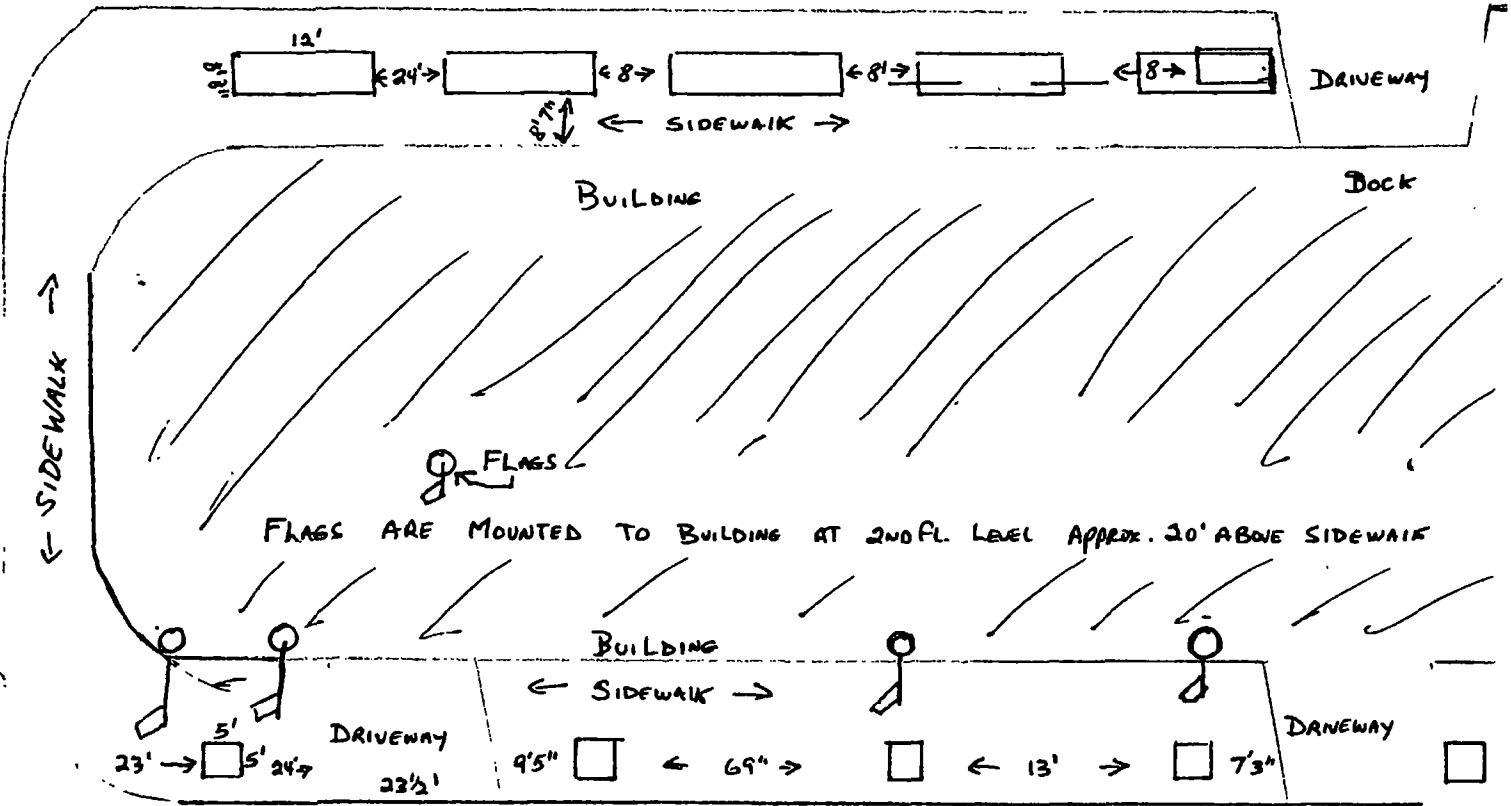 12'
8'8" 24' 8 8' 8 DRIVEWAY
8'7" SIDEWALK
BUILDING DOCK
SIDEWALK
FLAGS
FLAGS ARE MOUNTED TO BUILDING AT 2ND FL. LEVEL APPROX. 20' ABOVE SIDEWALK
BUILDING
SIDEWALK
5' DRIVEWAY DRIVEWAY
23' 5' 24' 9'5" 69" 13' 7'3"
23½'